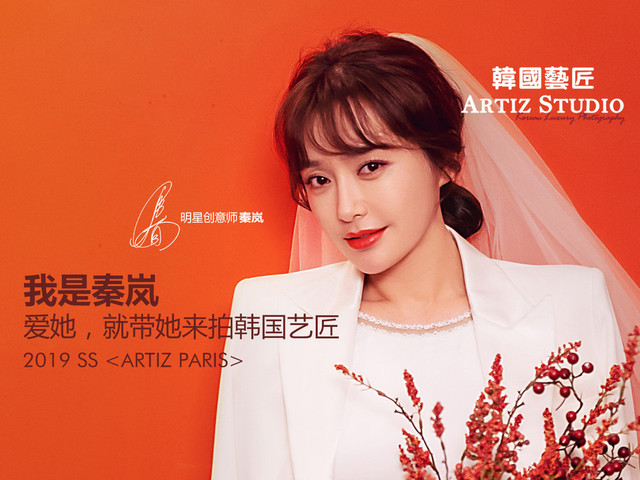 韓國藝匠
ARTIZ STUDIO
Korean Luxury Photography
明星创意师秦岚
我是秦岚
爱她，就带她来拍韩国艺匠
2019 SS <ARTIZ PARIS>